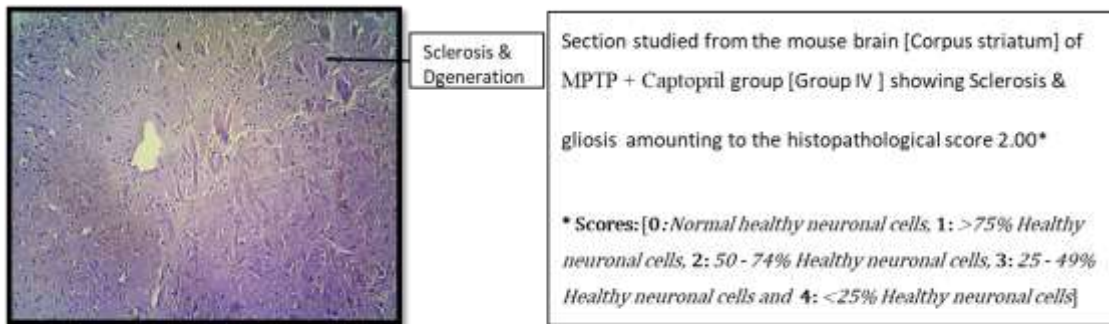 Sclerosis &
Dgeneration
Section studied from the mouse brain [Corpus striatum] of
MPTP + Captopril group [Group IV ] showing Sclerosis &
gliosis amounting to the histopathological score 2.00*
* Scores:[0:Normal healthy neuronal cells, 1: >75% Healthy
neuronal cells, 2: 50 - 74% Healthy neuronal cells, 3: 25 - 49%
Healthy neuronal cells and 4: <25% Healthy neuronal cells]